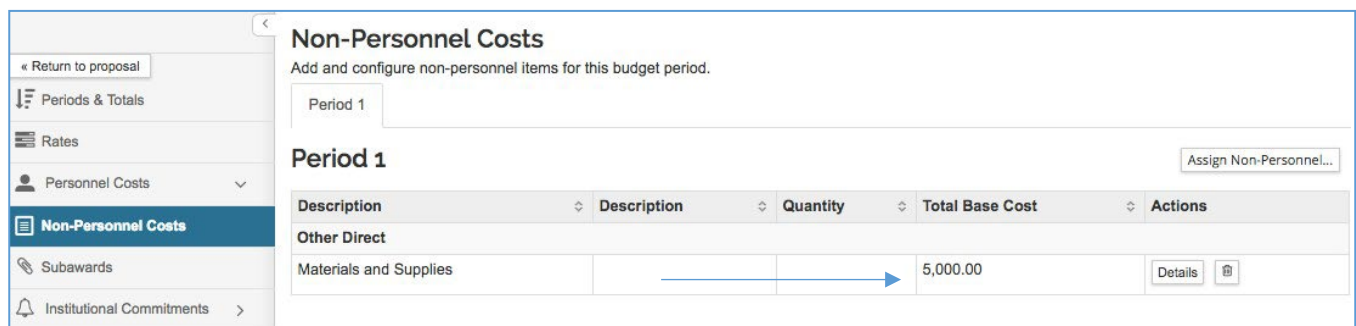 <
« Return to proposal
Periods & Totals
Rates
Personnel Costs
Non-Personnel Costs
Subawards
Institutional Commitments >
Non-Personnel Costs
Add and configure non-personnel items for this budget period.
Period 1
Period 1
Assign Non-Personnel...
Description Description Quantity Total Base Cost Actions
Other Direct
Materials and Supplies 5,000.00 Details